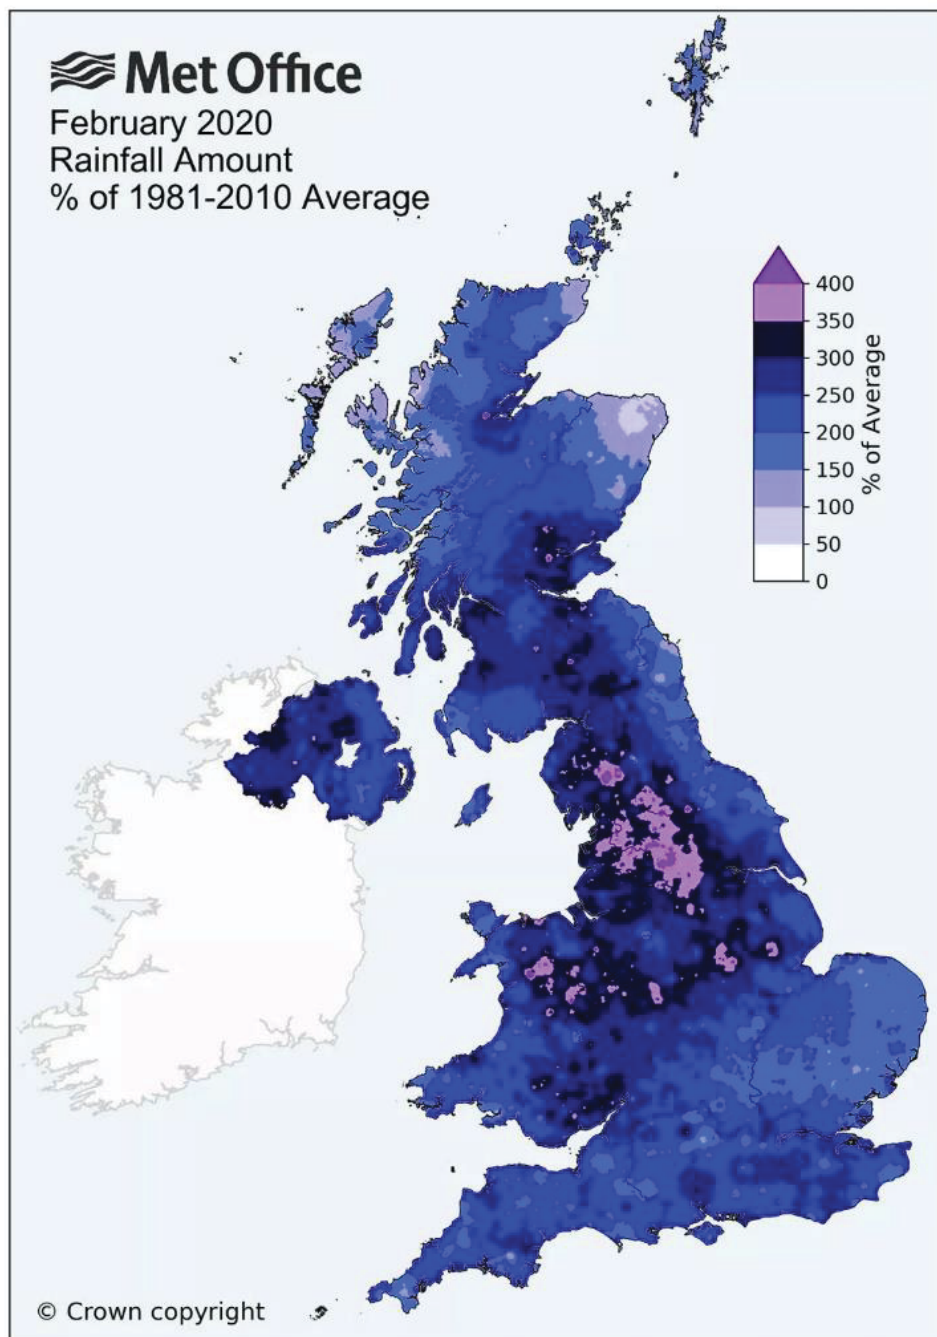 Met Office
February 2020
Rainfall Amount
% of 1981-2010 Average
400
350
300
250
200
150
100
50
0
% of Average
© Crown copyright